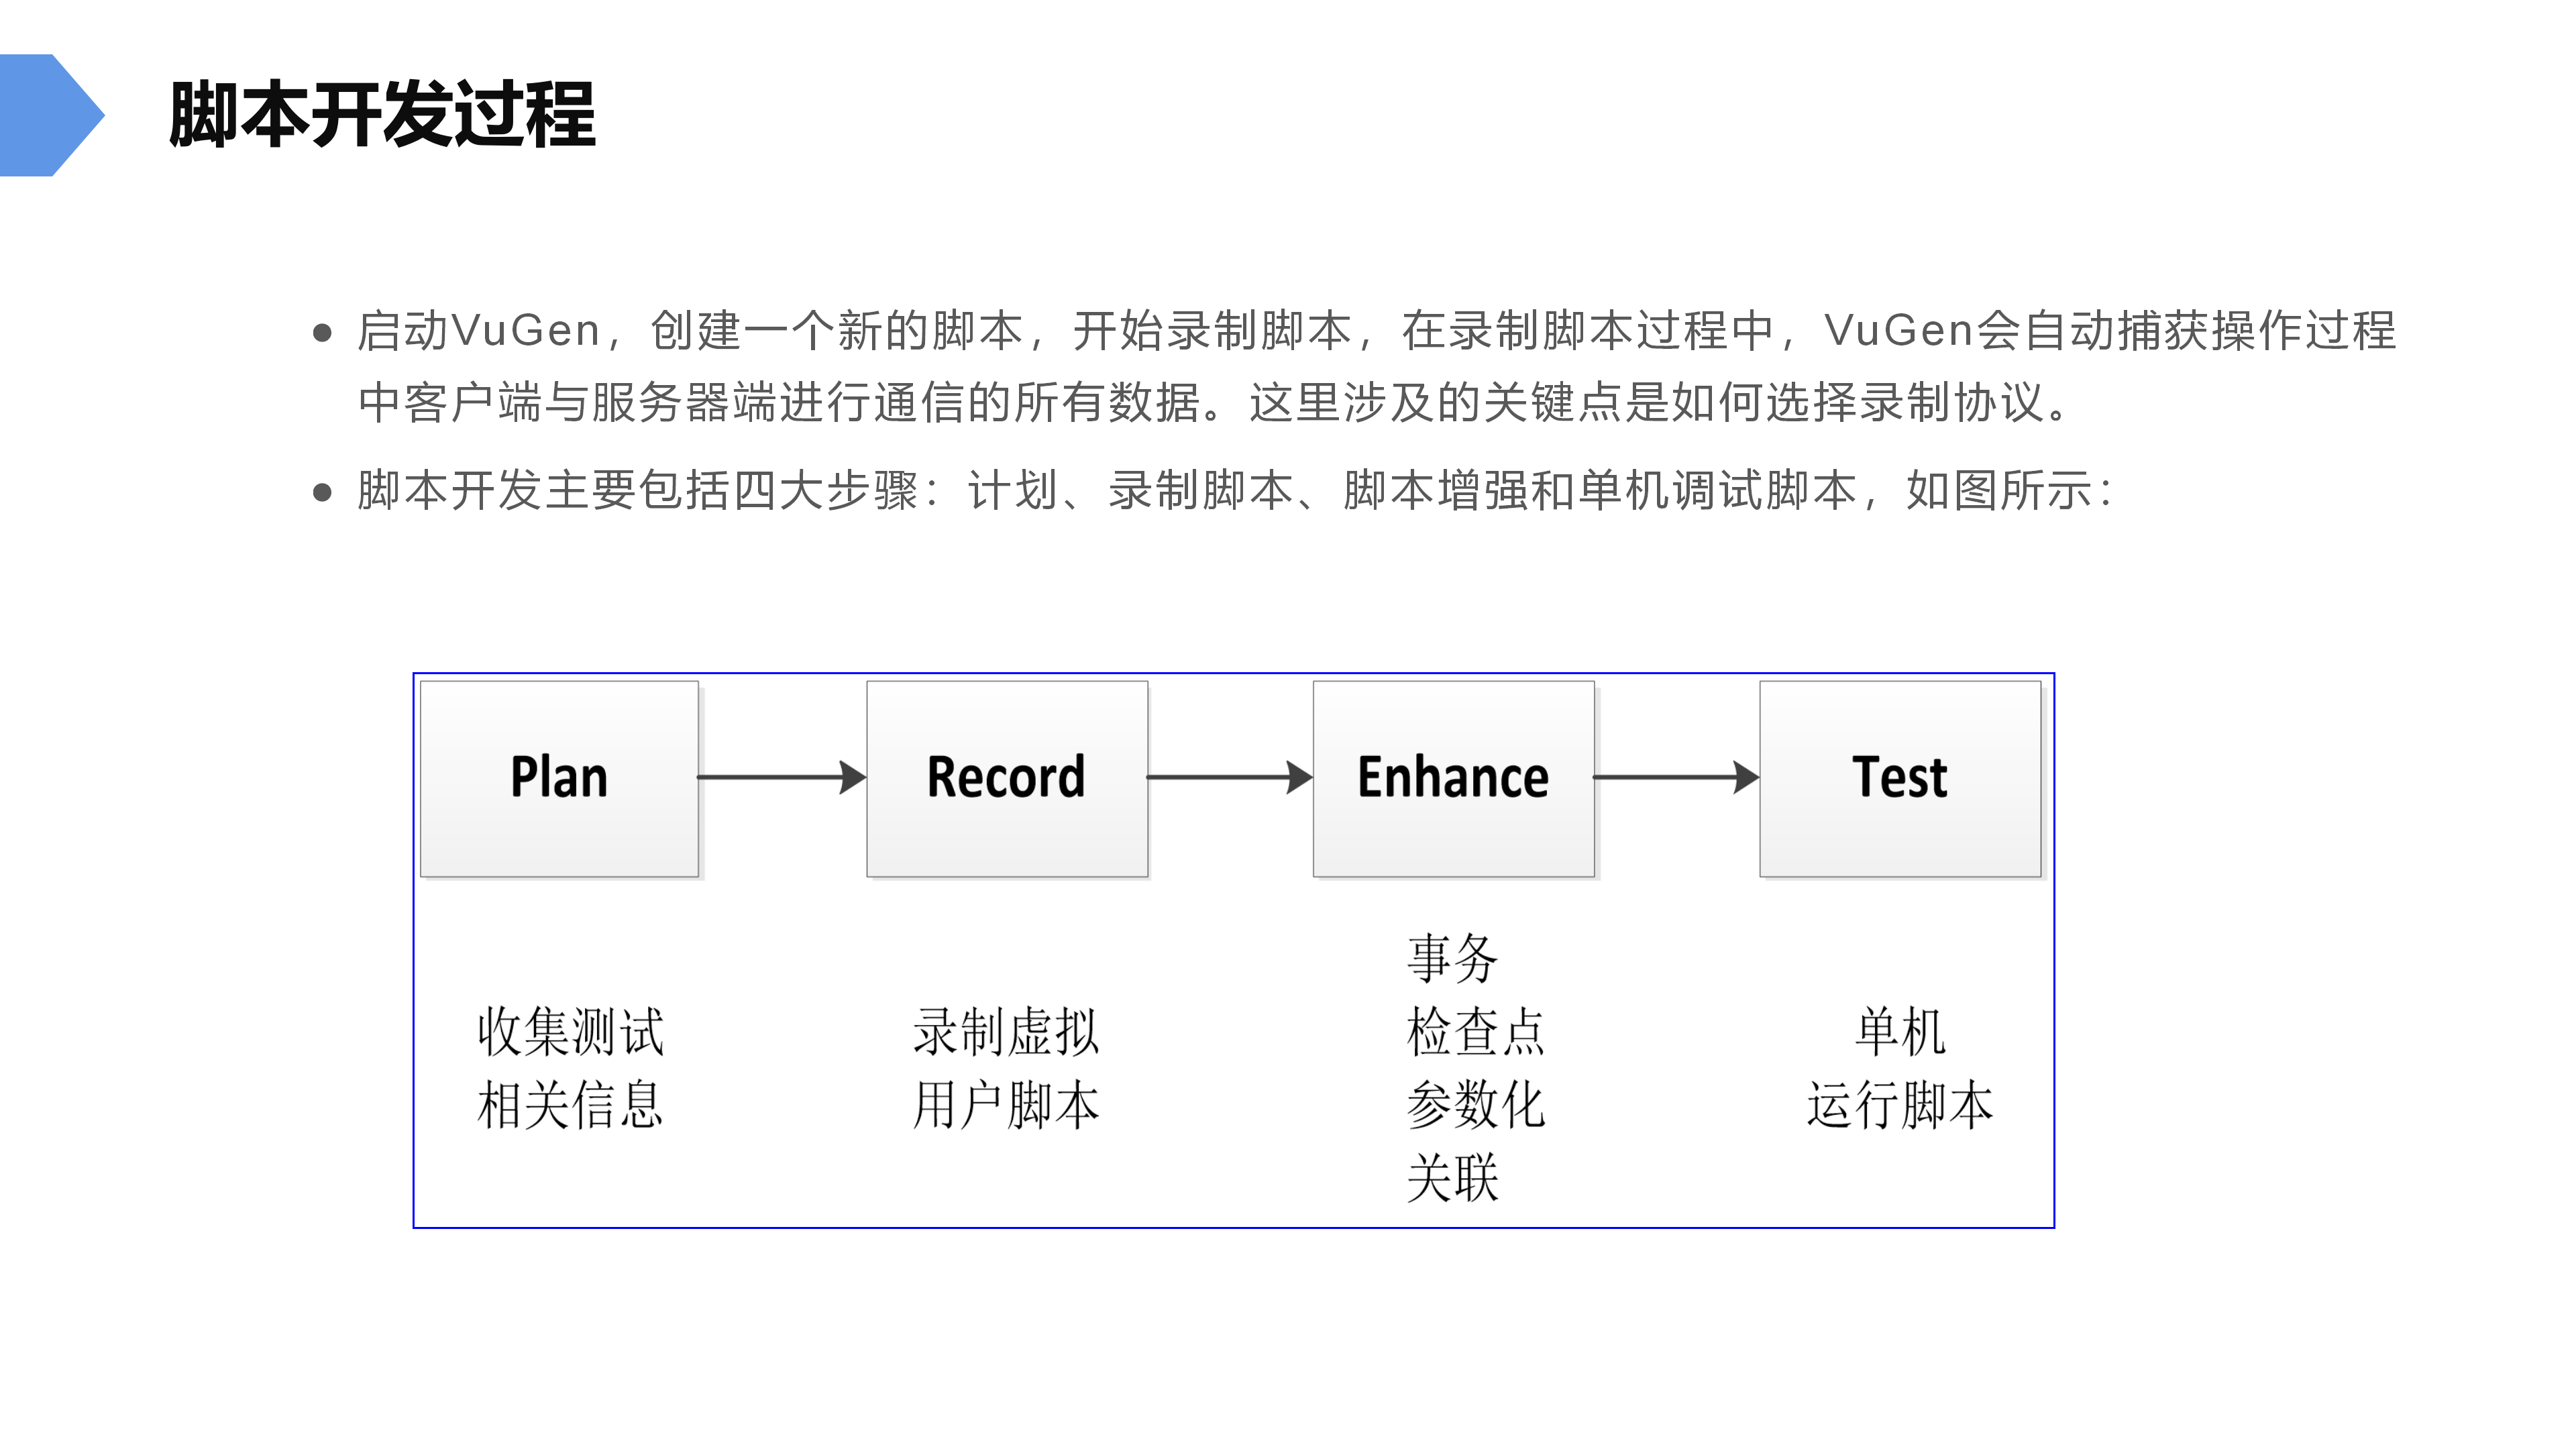 脚本开发过程
● 启动VuGen，创建一个新的脚本，开始录制脚本，在录制脚本过程中，VuGen会自动捕获操作过程
中客户端与服务器端进行通信的所有数据。这里涉及的关键点是如何选择录制协议。
● 脚本开发主要包括四大步骤：计划、录制脚本、脚本增强和单机调试脚本，如图所示：
Plan
Record
Enhance
Test
收集测试
相关信息
录制虚拟
用户脚本
事务
检查点
参数化
关联
单机
运行脚本